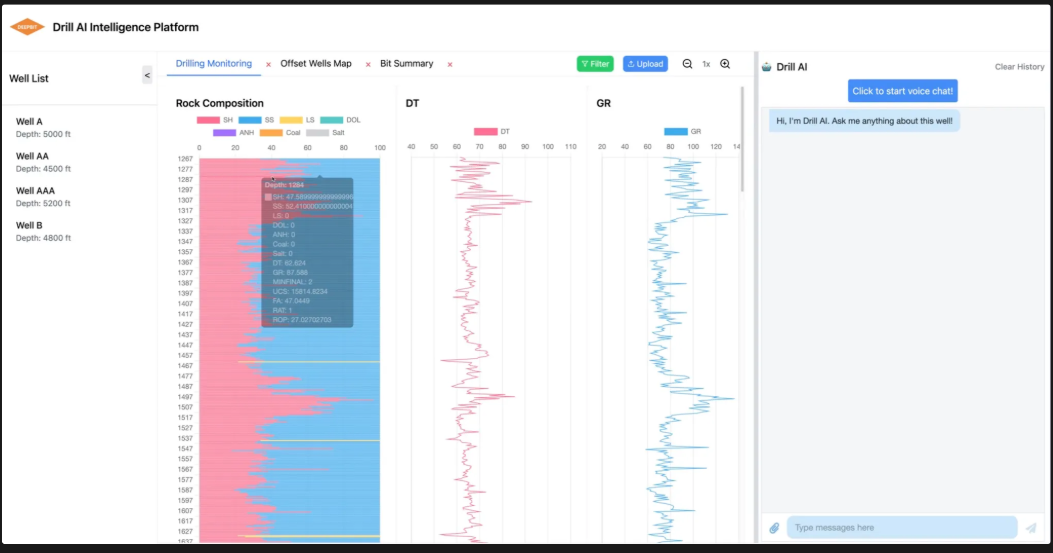 DEEPBIT
Drill AI Intelligence Platform
Well List
<
Well A
Depth: 5000 ft
Well AA
Depth: 4500 ft
Well AAA
Depth: 5200 ft
Well B
Depth: 4800 ft
Drilling Monitoring × Offset Wells Map × Bit Summary ×
Filter Upload 1x
Rock Composition
SH SS LS DOL
ANH Coal Salt
0 20 40 60 80 100
1267
1277
1287
1297
1307
1317
1327
1337
1347
1357
1367
1377
1387
1397
1407
1417
1427
1437
1447
1457
1467
1477
1487
1497
1507
1517
1527
1537
1547
1557
1567
1577
1587
1597
1607
1617
1627
1637
Depth: 1284
SH: 47.589999999999996
SS: 52.410000000000004
LS: 0
DOL: 0
ANH: 0
Coal: 0
Salt: 0
DT: 62.624
GR: 87.588
MINFINAL: 2
UCS: 15814.8234
FA: 47.0449
RAT: 1
ROP: 27.02702703
DT
DT
40 50 60 70 80 90 100 110
GR
GR
20 40 60 80 100 120 14
Drill AI
Clear History
Click to start voice chat!
Hi, I'm Drill AI. Ask me anything about this well!
Type messages here